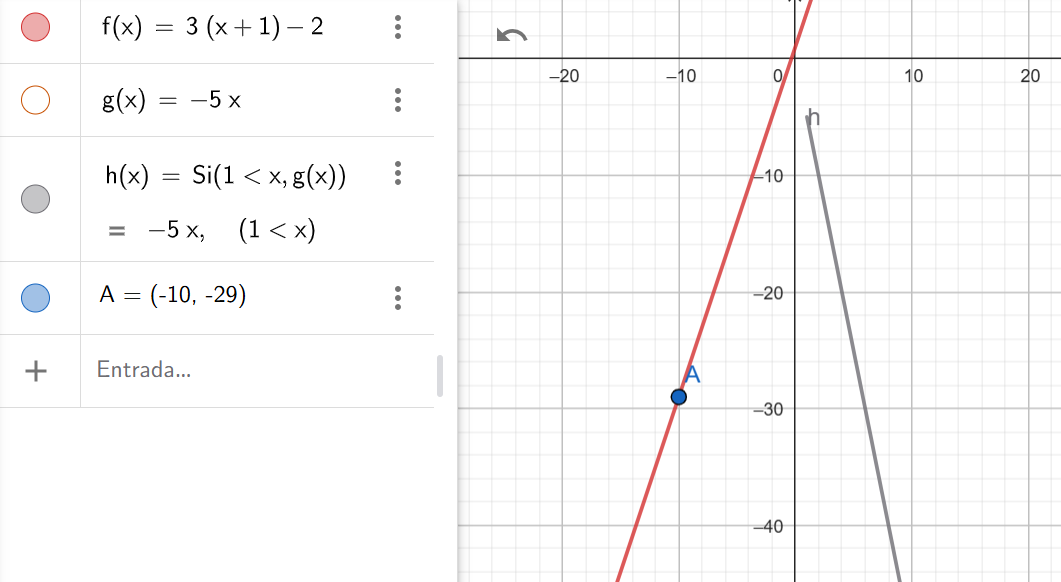 f(x) = 3 (x + 1) – 2
g(x) = –5 x
h(x) = Si(1 < x, g(x))
= –5 x, (1 < x)
A = (-10, -29)
+ Entrada...
–20 –10 0 10 20
h
–10
–20
A
–30
–40